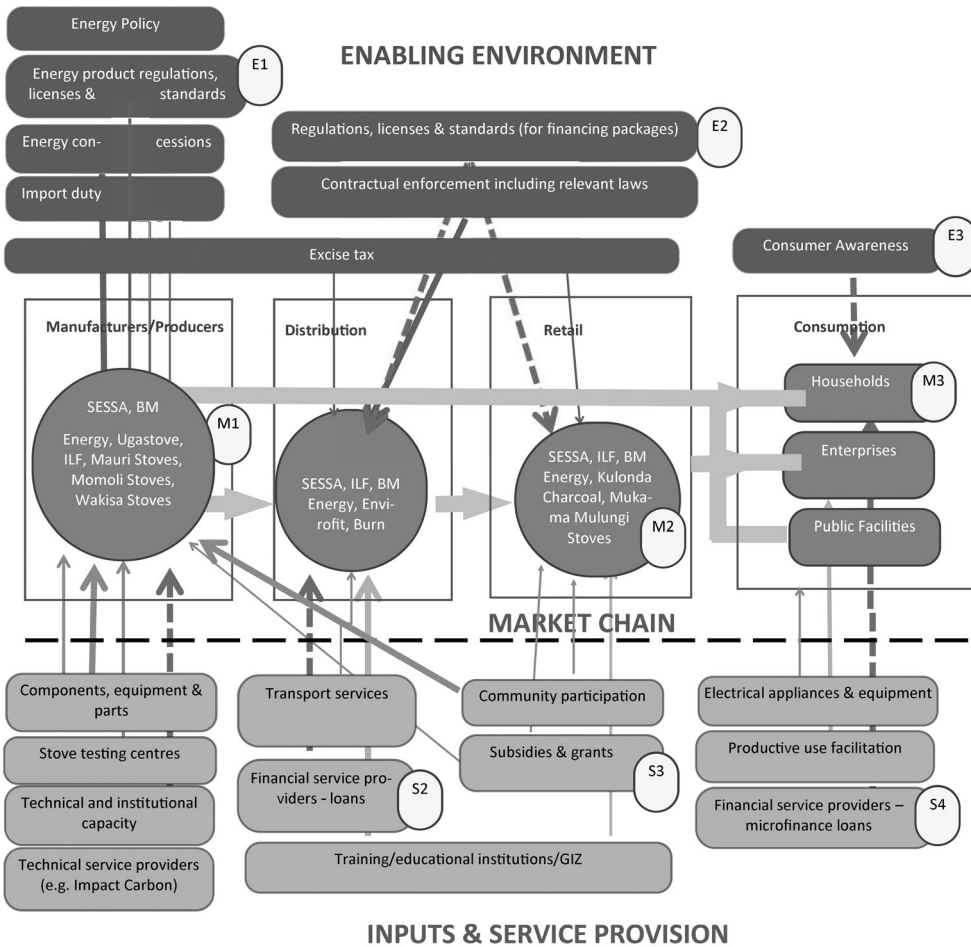 Energy Policy
ENABLING ENVIRONMENT
E1
Energy product regulations,
licenses & standards
Energy con- cessions
Import duty
Regulations, licenses & standards (for financing packages)
E2
Contractual enforcement including relevant laws
Excise tax
Consumer Awareness
E3
Manufacturers/Producers
Distribution
Retail
Consumption
SESSA, BM
Energy, Ugastove,
ILF, Mauri Stoves,
Momoli Stoves,
Wakisa Stoves
M1
SESSA, ILF, BM
Energy, Envi-
rofit, Burn
SESSA, ILF, BM
Energy, Kulonda
Charcoal, Muka-
ma Mulungi
Stoves
M2
Households
M3
Enterprises
Public Facilities
MARKET CHAIN
Components, equipment &
parts
Stove testing centres
Technical and institutional
capacity
Technical service providers
(e.g. Impact Carbon)
Transport services
Financial service pro-
viders - loans
S2
Community participation
Subsidies & grants
S3
Training/educational institutions/GIZ
Electrical appliances & equipment
Productive use facilitation
Financial service providers –
microfinance loans
S4
INPUTS & SERVICE PROVISION